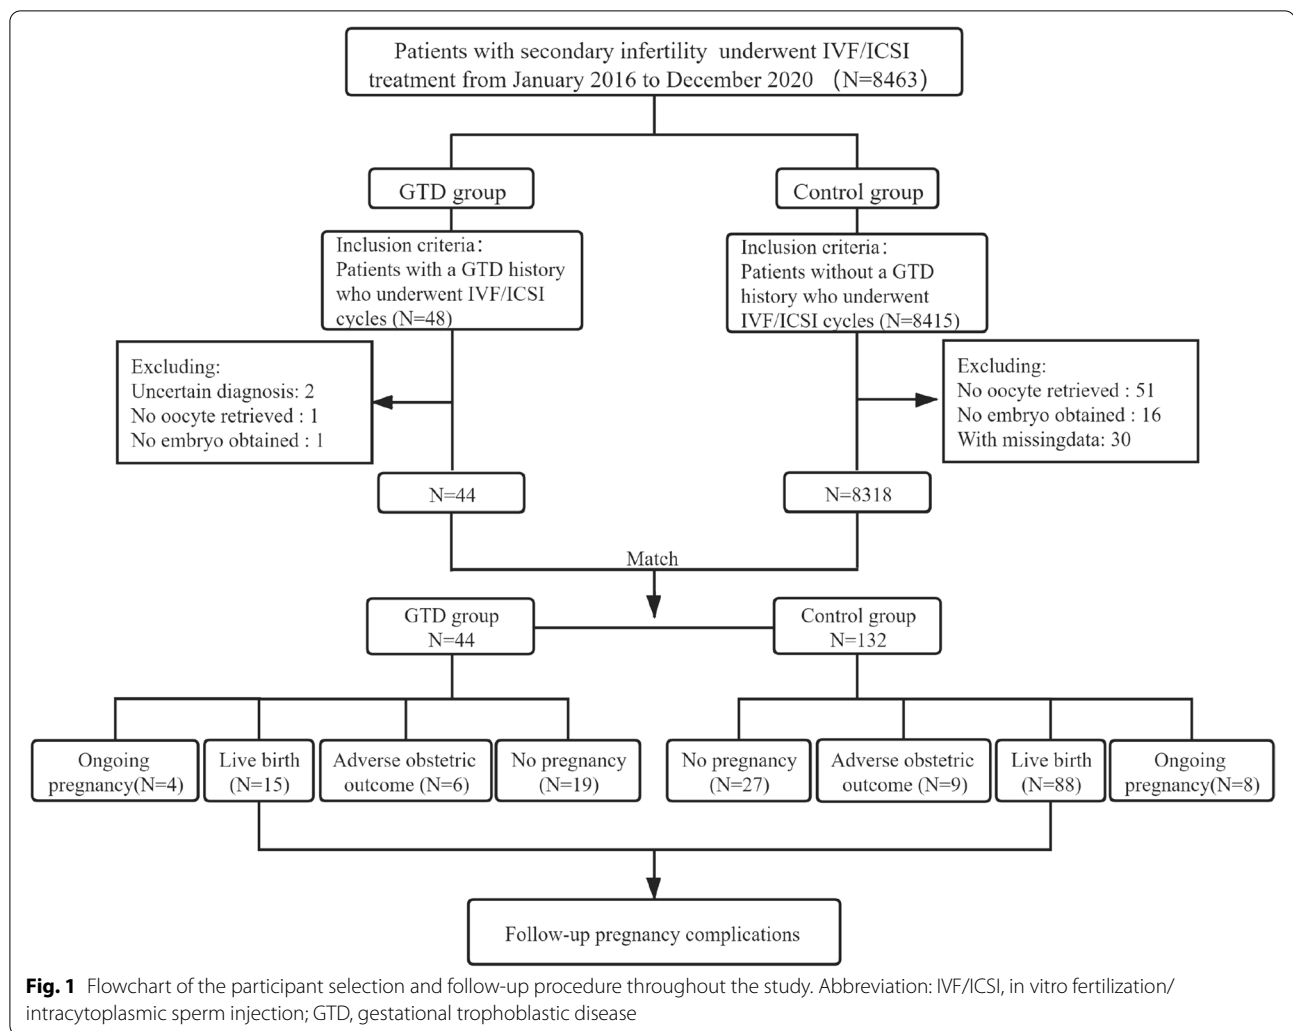 Patients with secondary infertility underwent IVF/ICSI
treatment from January 2016 to December 2020 (N=8463)
GTD group
Control group
Inclusion criteria:
Patients with a GTD history
who underwent IVF/ICSI
cycles (N=48)
Inclusion criteria:
Patients without a GTD
history who underwent
IVF/ICSI cycles (N=8415)
Excluding:
Uncertain diagnosis: 2
No oocyte retrieved : 1
No embryo obtained : 1
Excluding:
No oocyte retrieved : 51
No embryo obtained : 16
With missingdata: 30
N=44
N=8318
Match
GTD group
N=44
Control group
N=132
Ongoing
pregnancy(N=4)
Live birth
(N=15)
Adverse obstetric
outcome (N=6)
No pregnancy
(N=19)
No pregnancy
(N=27)
Adverse obstetric
outcome (N=9)
Live birth
(N=88)
Ongoing
pregnancy(N=8)
Follow-up pregnancy complications
Fig. 1 Flowchart of the participant selection and follow-up procedure throughout the study. Abbreviation: IVF/ICSI, in vitro fertilization/
intracytoplasmic sperm injection; GTD, gestational trophoblastic disease